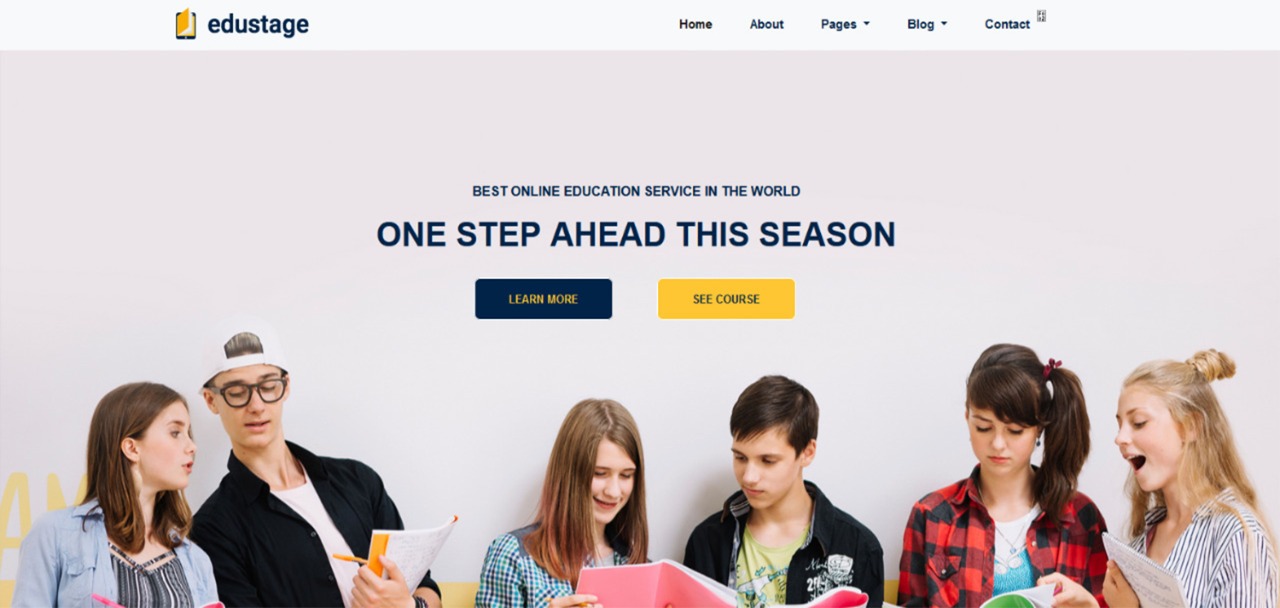 edustage
Home
About
Pages
Blog
Contact
BEST ONLINE EDUCATION SERVICE IN THE WORLD
ONE STEP AHEAD THIS SEASON
LEARN MORE
SEE COURSE